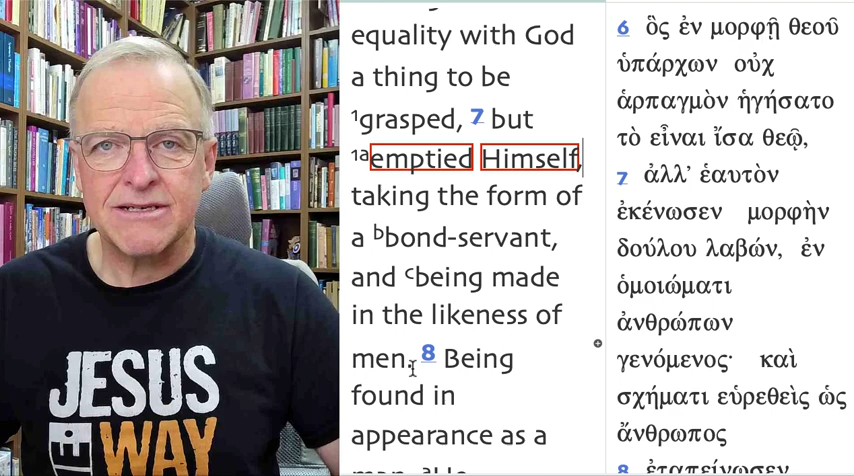 JESUS
WAY
equality with God
a thing to be
¹grasped, 7 but
¹ᵃemptied Himself,
taking the form of
a ᵇbond-servant,
and ᶜbeing made
in the likeness of
men. 8 Being
found in
appearance as a
6 ὃς ἐν μορφῇ θεοῦ
ὑπάρχων οὐχ
ἁρπαγμὸν ἡγήσατο
τὸ εἶναι ἴσα θεῷ,
7 ἀλλ’ ἑαυτὸν
ἐκένωσεν μορφὴν
δούλου λαβών, ἐν
ὁμοιώματι
ἀνθρώπων
γενόμενος· καὶ
σχήματι εὑρεθεὶς ὡς
ἄνθρωπος
8 ἐταπείνωσεν